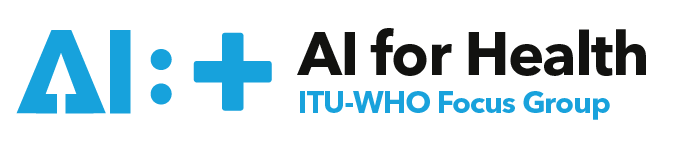 AI:+
AI for Health
ITU-WHO Focus Group